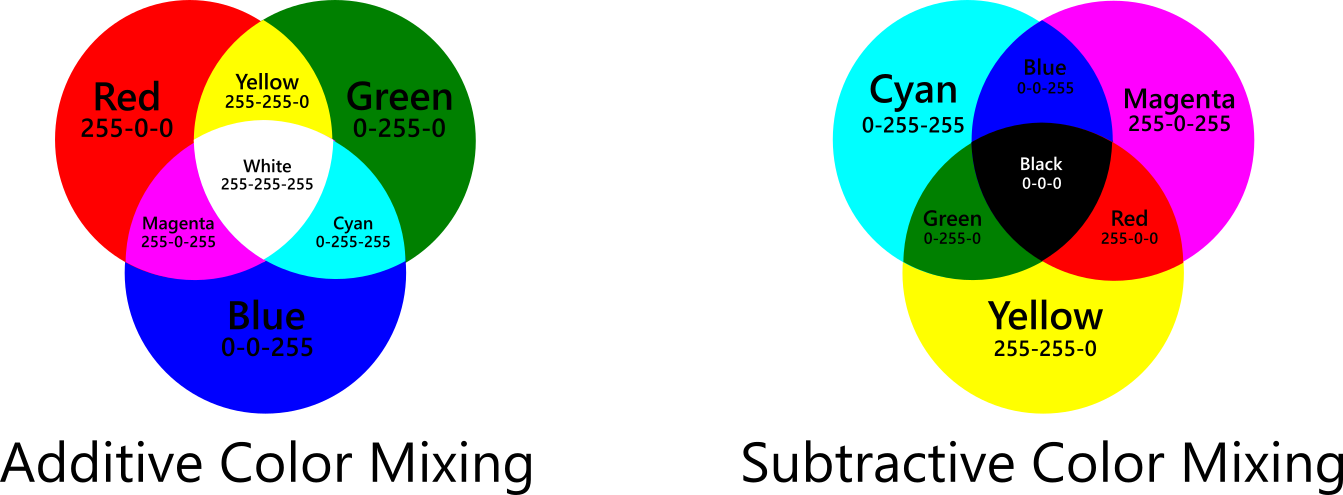 Red
255-0-0
Yellow
255-255-0
Green
0-255-0
White
255-255-255
Magenta
255-0-255
Cyan
0-255-255
Blue
0-0-255
Additive Color Mixing
Cyan
0-255-255
Blue
0-0-255
Magenta
255-0-255
Black
0-0-0
Green
0-255-0
Red
255-0-0
Yellow
255-255-0
Subtractive Color Mixing